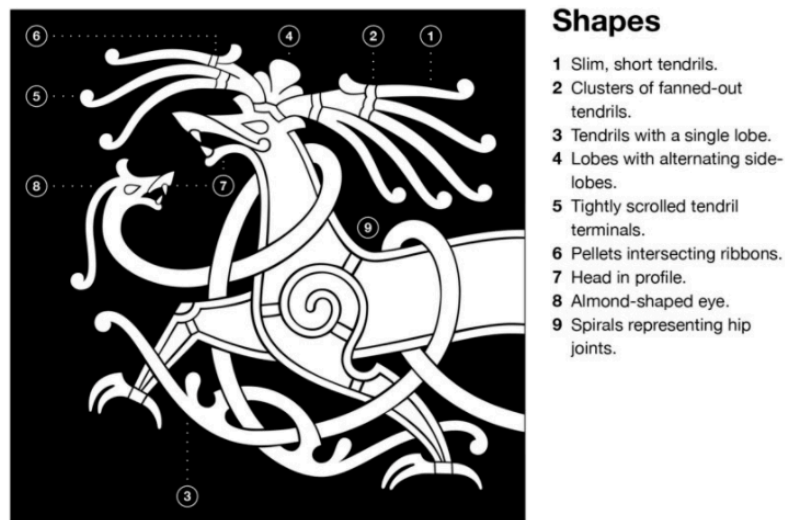 Shapes
1 Slim, short tendrils.
2 Clusters of fanned-out
tendrils.
3 Tendrils with a single lobe.
4 Lobes with alternating side-
lobes.
5 Tightly scrolled tendril
terminals.
6 Pellets intersecting ribbons.
7 Head in profile.
8 Almond-shaped eye.
9 Spirals representing hip
joints.
6
4
2
1
5
8
7
9
3